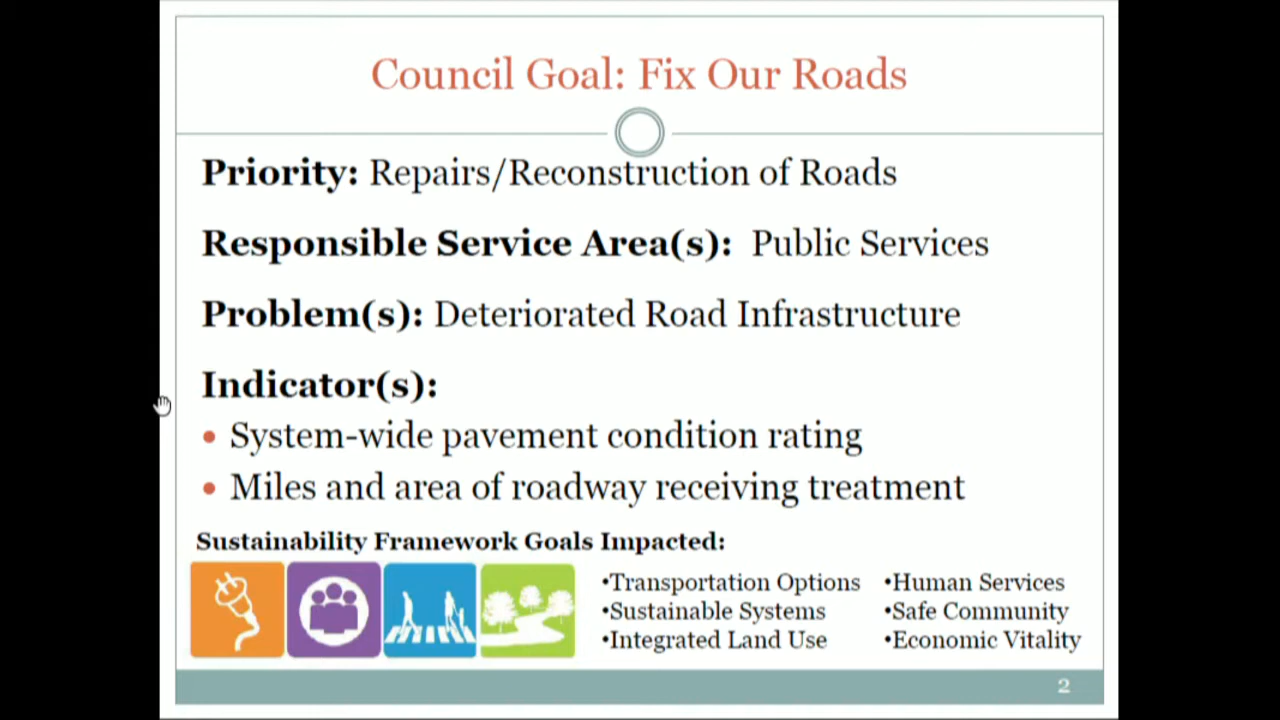 Council Goal: Fix Our Roads
Priority: Repairs/Reconstruction of Roads
Responsible Service Area(s): Public Services
Problem(s): Deteriorated Road Infrastructure
Indicator(s):
• System-wide pavement condition rating
• Miles and area of roadway receiving treatment
Sustainability Framework Goals Impacted:
•Transportation Options
•Sustainable Systems
•Integrated Land Use
•Human Services
•Safe Community
•Economic Vitality
2